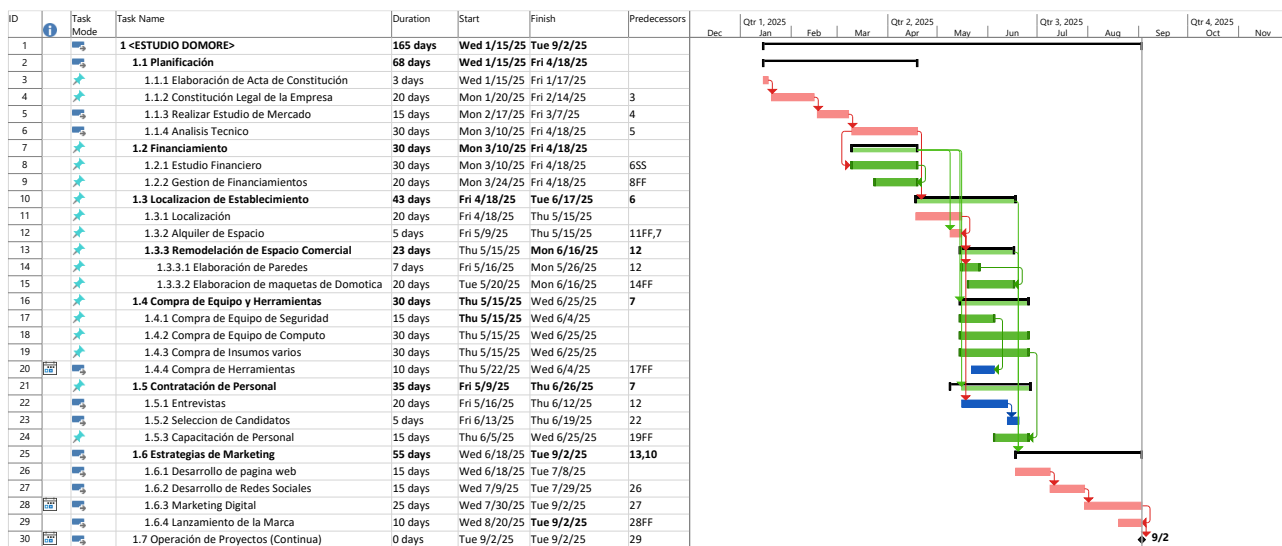 ID Task Mode Task Name Duration Start Finish Predecessors Dec Qtr 1, 2025 Jan Feb Mar Qtr 2, 2025 Apr May Jun Qtr 3, 2025 Jul Aug Sep Qtr 4, 2025 Oct Nov
1 1 <ESTUDIO DOMORE> 165 days Wed 1/15/25 Tue 9/2/25
2 1.1 Planificación 68 days Wed 1/15/25 Fri 4/18/25
3 1.1.1 Elaboración de Acta de Constitución 3 days Wed 1/15/25 Fri 1/17/25
4 1.1.2 Constitución Legal de la Empresa 20 days Mon 1/20/25 Fri 2/14/25 3
5 1.1.3 Realizar Estudio de Mercado 15 days Mon 2/17/25 Fri 3/7/25 4
6 1.1.4 Analisis Tecnico 30 days Mon 3/10/25 Fri 4/18/25 5
7 1.2 Financiamiento 30 days Mon 3/10/25 Fri 4/18/25
8 1.2.1 Estudio Financiero 30 days Mon 3/10/25 Fri 4/18/25 6SS
9 1.2.2 Gestion de Financiamientos 20 days Mon 3/24/25 Fri 4/18/25 8FF
10 1.3 Localizacion de Establecimiento 43 days Fri 4/18/25 Tue 6/17/25 6
11 1.3.1 Localización 20 days Fri 4/18/25 Thu 5/15/25
12 1.3.2 Alquiler de Espacio 5 days Fri 5/9/25 Thu 5/15/25 11FF,7
13 1.3.3 Remodelación de Espacio Comercial 23 days Thu 5/15/25 Mon 6/16/25 12
14 1.3.3.1 Elaboración de Paredes 7 days Fri 5/16/25 Mon 5/26/25 12
15 1.3.3.2 Elaboracion de maquetas de Domotica 20 days Tue 5/20/25 Mon 6/16/25 14FF
16 1.4 Compra de Equipo y Herramientas 30 days Thu 5/15/25 Wed 6/25/25 7
17 1.4.1 Compra de Equipo de Seguridad 15 days Thu 5/15/25 Wed 6/4/25
18 1.4.2 Compra de Equipo de Computo 30 days Thu 5/15/25 Wed 6/25/25
19 1.4.3 Compra de Insumos varios 30 days Thu 5/15/25 Wed 6/25/25
20 1.4.4 Compra de Herramientas 10 days Thu 5/22/25 Wed 6/4/25 17FF
21 1.5 Contratación de Personal 35 days Fri 5/9/25 Thu 6/26/25 7
22 1.5.1 Entrevistas 20 days Fri 5/16/25 Thu 6/12/25 12
23 1.5.2 Seleccion de Candidatos 5 days Fri 6/13/25 Thu 6/19/25 22
24 1.5.3 Capacitación de Personal 15 days Thu 6/5/25 Wed 6/25/25 19FF
25 1.6 Estrategias de Marketing 55 days Wed 6/18/25 Tue 9/2/25 13,10
26 1.6.1 Desarrollo de pagina web 15 days Wed 6/18/25 Tue 7/8/25
27 1.6.2 Desarrollo de Redes Sociales 15 days Wed 7/9/25 Tue 7/29/25 26
28 1.6.3 Marketing Digital 25 days Wed 7/30/25 Tue 9/2/25 27
29 1.6.4 Lanzamiento de la Marca 10 days Wed 8/20/25 Tue 9/2/25 28FF
30 1.7 Operación de Proyectos (Continua) 0 days Tue 9/2/25 Tue 9/2/25 29 9/2